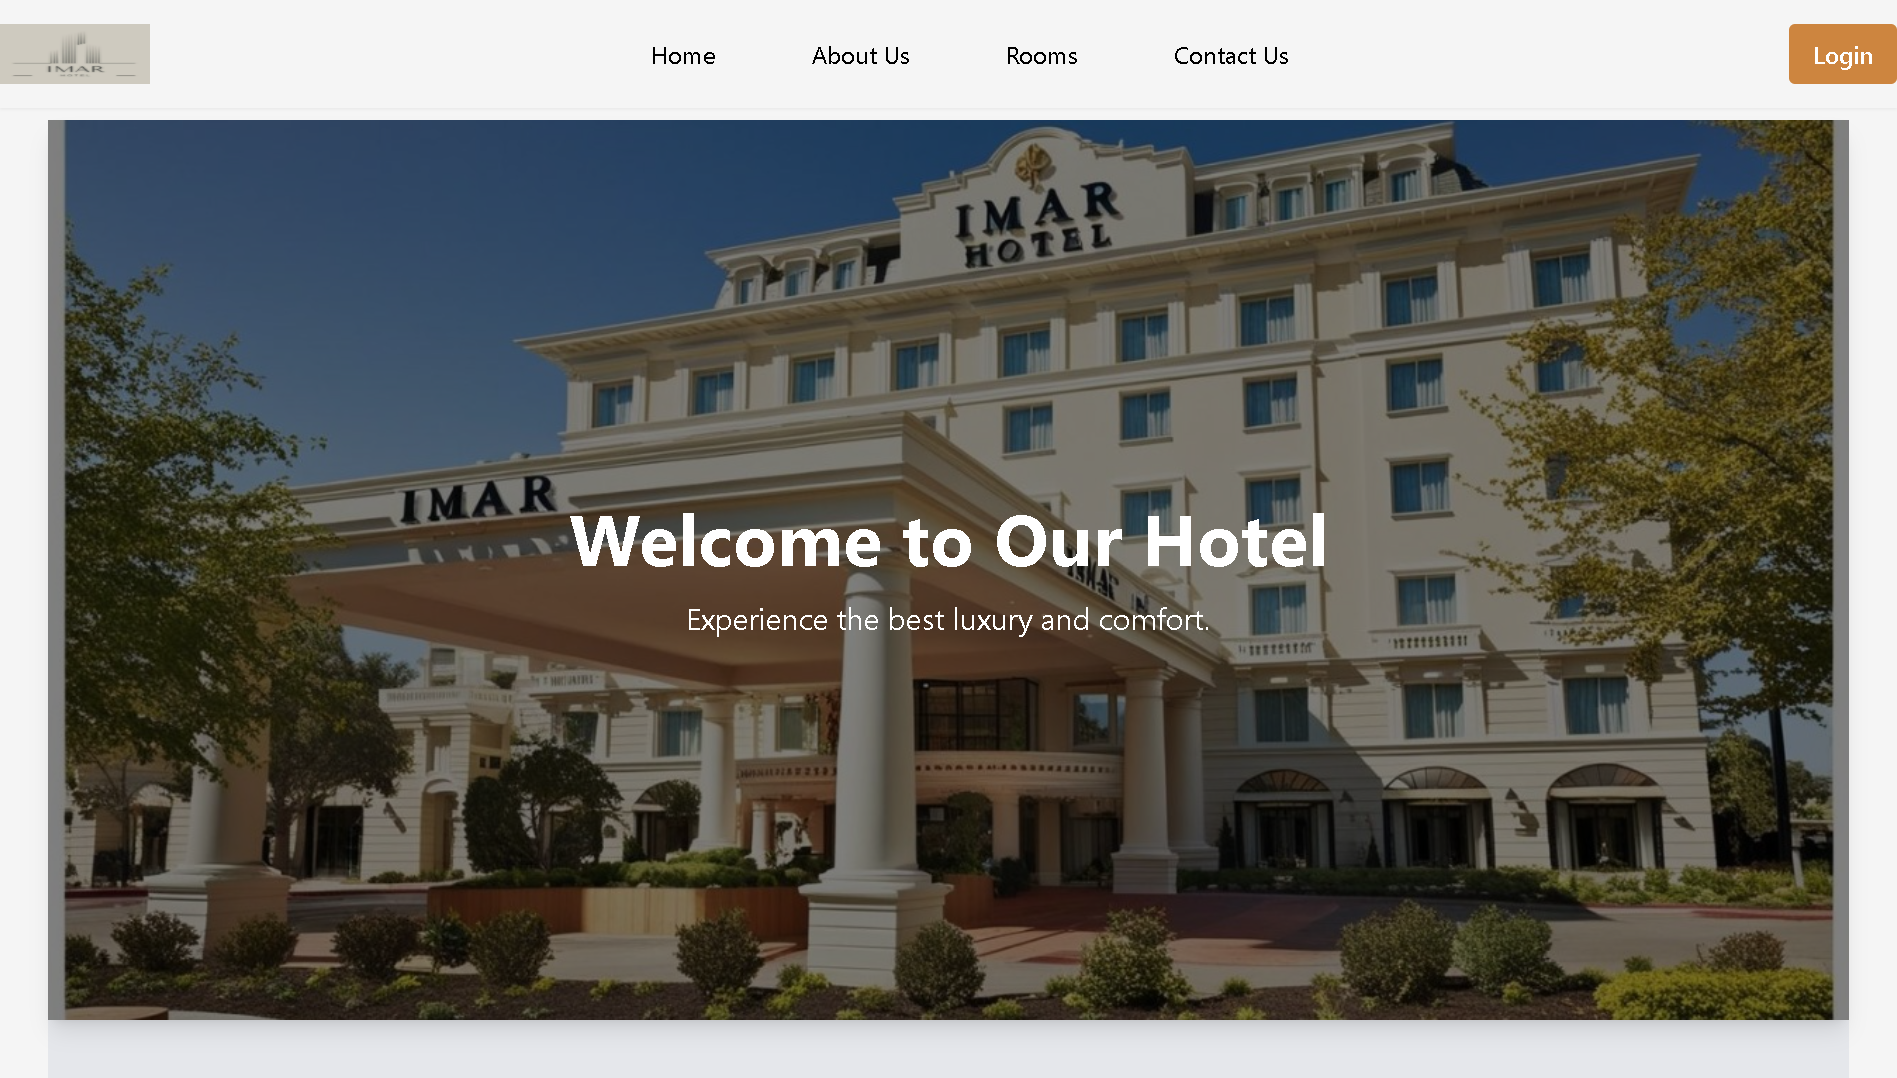 IMAR
HOTEL
Home
About Us
Rooms
Contact Us
Login
IMAR
HOTEL
IMAR
Welcome to Our Hotel
Experience the best luxury and comfort.